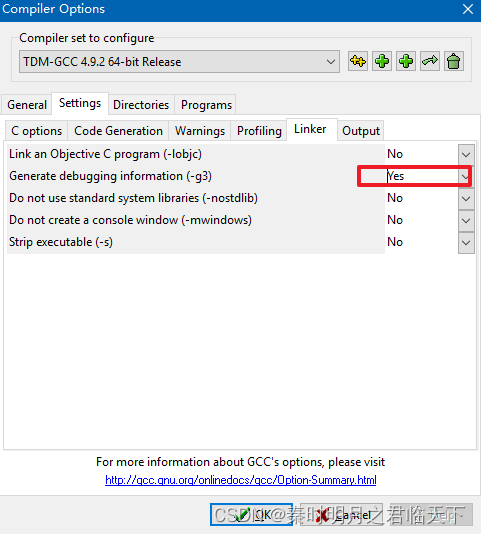 Compiler Options
Compiler set to configure
TDM-GCC 4.9.2 64-bit Release
General Settings Directories Programs
C options Code Generation Warnings Profiling Linker Output
Link an Objective C program (-lobjc) No
Generate debugging information (-g3) Yes
Do not use standard system libraries (-nostdlib) No
Do not create a console window (-mwindows) No
Strip executable (-s) No
For more information about GCC's options, please visit
http://gcc.gnu.org/onlinedocs/gcc/Option-Summary.html
OK Cancel
CSDN @秦时明月之君临天下